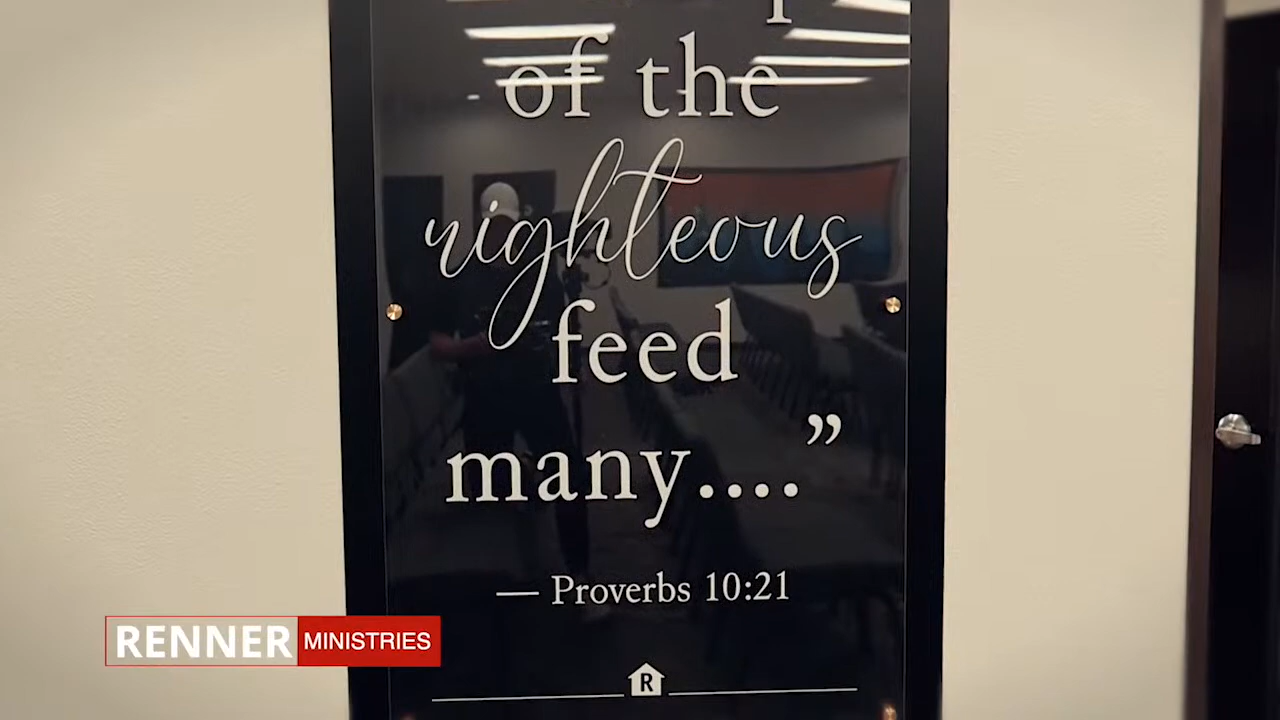 of the
righteous
feed
many....”
— Proverbs 10:21
R
RENNER MINISTRIES